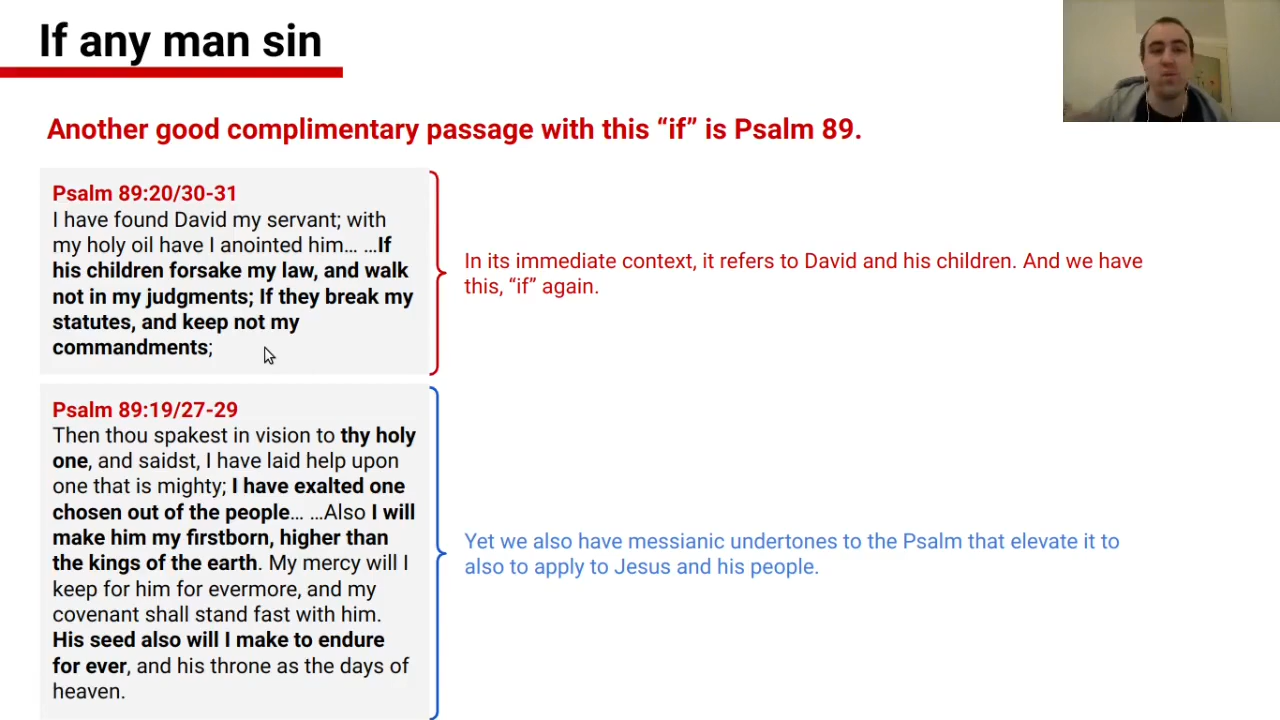 If any man sin
Another good complimentary passage with this “if” is Psalm 89.
Psalm 89:20/30-31
I have found David my servant; with
my holy oil have I anointed him… …If
his children forsake my law, and walk
not in my judgments; If they break my
statutes, and keep not my
commandments;
In its immediate context, it refers to David and his children. And we have
this, “if” again.
Psalm 89:19/27-29
Then thou spakest in vision to thy holy
one, and saidst, I have laid help upon
one that is mighty; I have exalted one
chosen out of the people… …Also I will
make him my firstborn, higher than
the kings of the earth. My mercy will I
keep for him for evermore, and my
covenant shall stand fast with him.
His seed also will I make to endure
for ever, and his throne as the days of
heaven.
Yet we also have messianic undertones to the Psalm that elevate it to
also to apply to Jesus and his people.